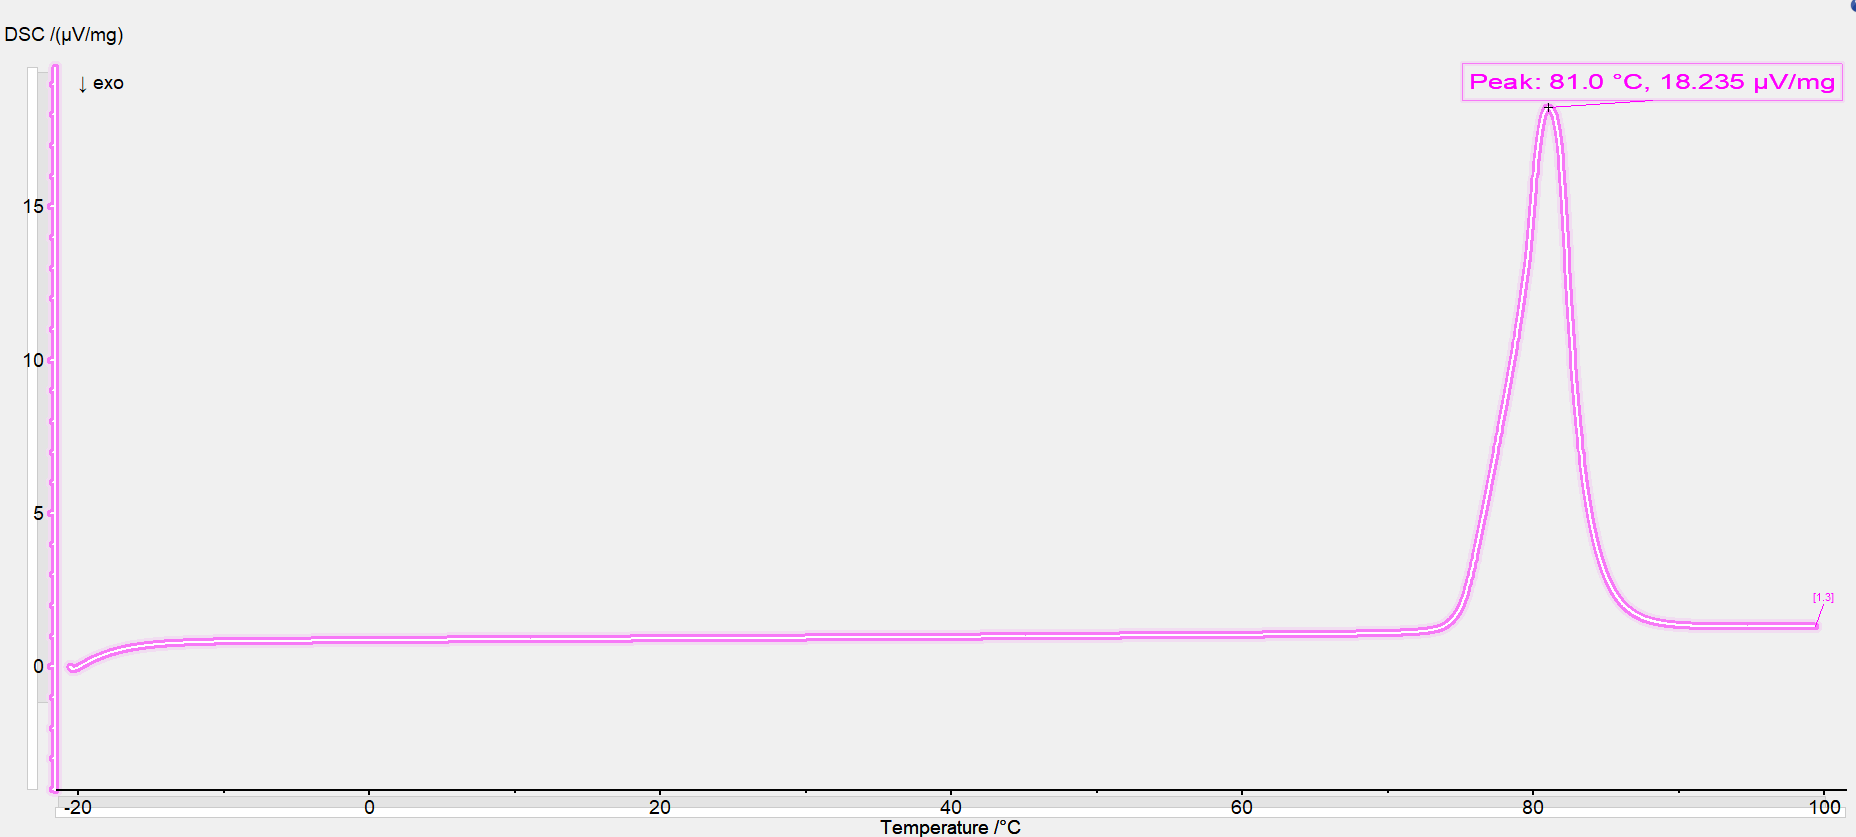 DSC /(µV/mg)
↓ exo
Peak: 81.0 °C, 18.235 µV/mg
15
10
5
[1.3]
0
-20 0 20 40 60 80 100
Temperature /°C